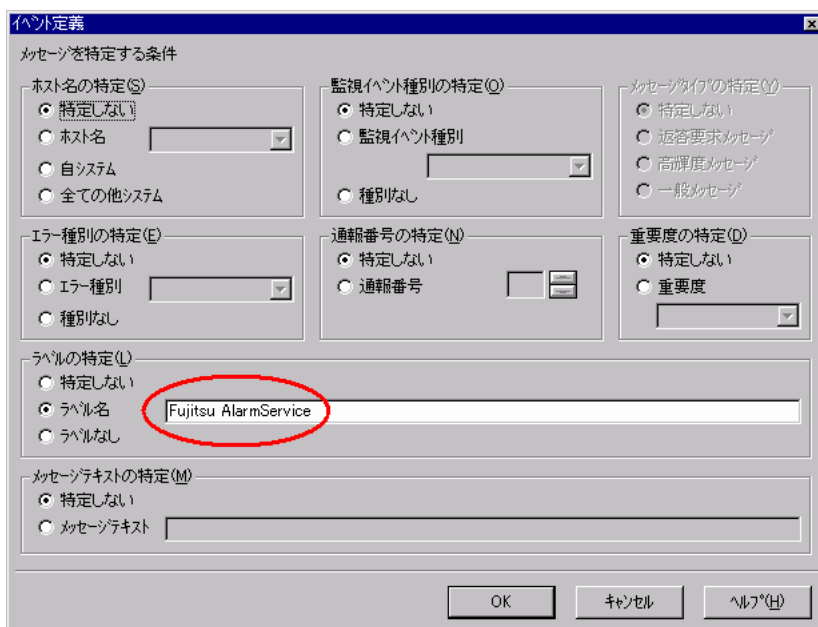 イベント定義
メッセージを特定する条件
ホスト名の特定(S)
特定しない
ホスト名
自システム
全ての他システム
監視イベント種別の特定(O)
特定しない
監視イベント種別
種別なし
メッセージタイプの特定(Y)
特定しない
返答要求メッセージ
高輝度メッセージ
一般メッセージ
エラー種別の特定(E)
特定しない
エラー種別
種別なし
通報番号の特定(N)
特定しない
通報番号
重要度の特定(D)
特定しない
重要度
ラベルの特定(L)
特定しない
ラベル名 Fujitsu AlarmService
ラベルなし
メッセージテキストの特定(M)
特定しない
メッセージテキスト
OK キャンセル ヘルプ(H)